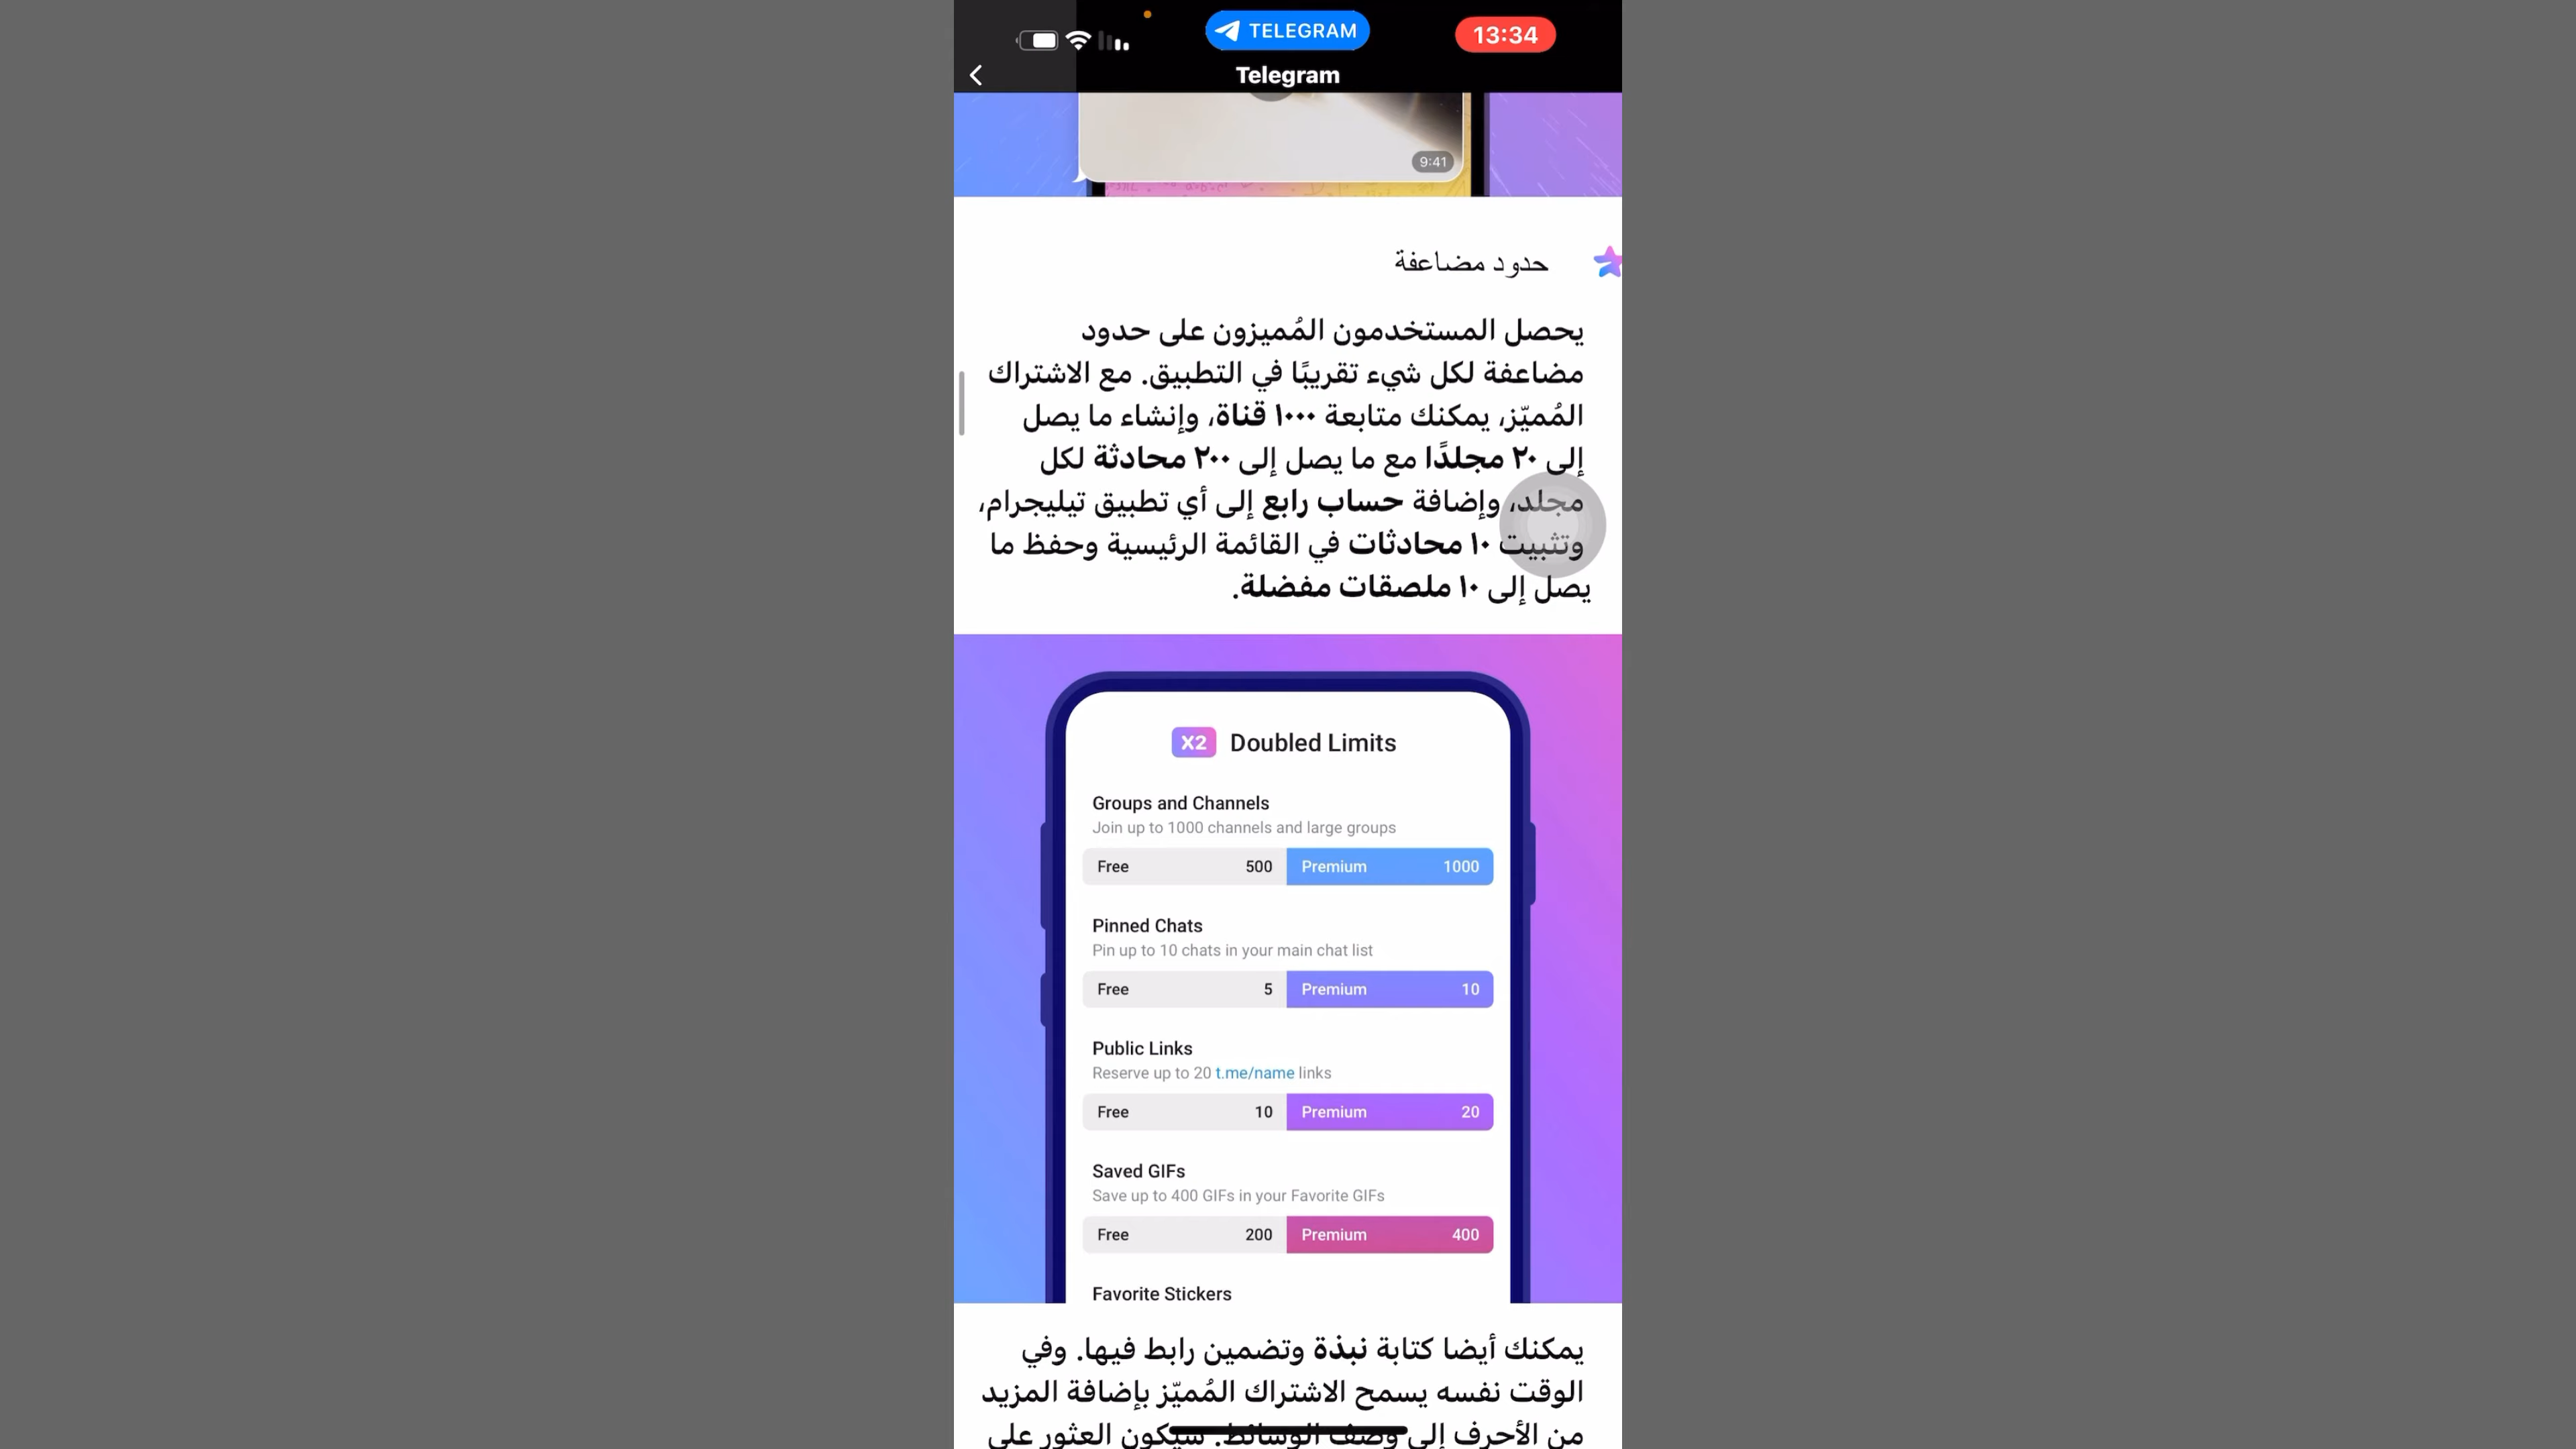 TELEGRAM
13:34
Telegram
9:41
حدود مضاعفة
يحصل المستخدمون المُميزون على حدود
مضاعفة لكل شيء تقريبًا في التطبيق. مع الاشتراك
المُميّز، يمكنك متابعة ١٠٠٠ قناة، وإنشاء ما يصل
إلى ٢٠ مجلدًا مع ما يصل إلى ٢٠٠ محادثة لكل
مجلد، وإضافة حساب رابع إلى أي تطبيق تيليجرام،
وتثبيت ١٠ محادثات في القائمة الرئيسية وحفظ ما
يصل إلى ١٠ ملصقات مفضلة.
X2 Doubled Limits
Groups and Channels
Join up to 1000 channels and large groups
Free 500 Premium 1000
Pinned Chats
Pin up to 10 chats in your main chat list
Free 5 Premium 10
Public Links
Reserve up to 20 t.me/name links
Free 10 Premium 20
Saved GIFs
Save up to 400 GIFs in your Favorite GIFs
Free 200 Premium 400
Favorite Stickers
يمكنك أيضا كتابة نبذة وتضمين رابط فيها. وفي
الوقت نفسه يسمح الاشتراك المُميّز بإضافة المزيد
من الأحرف إلى وصف الوسائط. سيكون العثور على